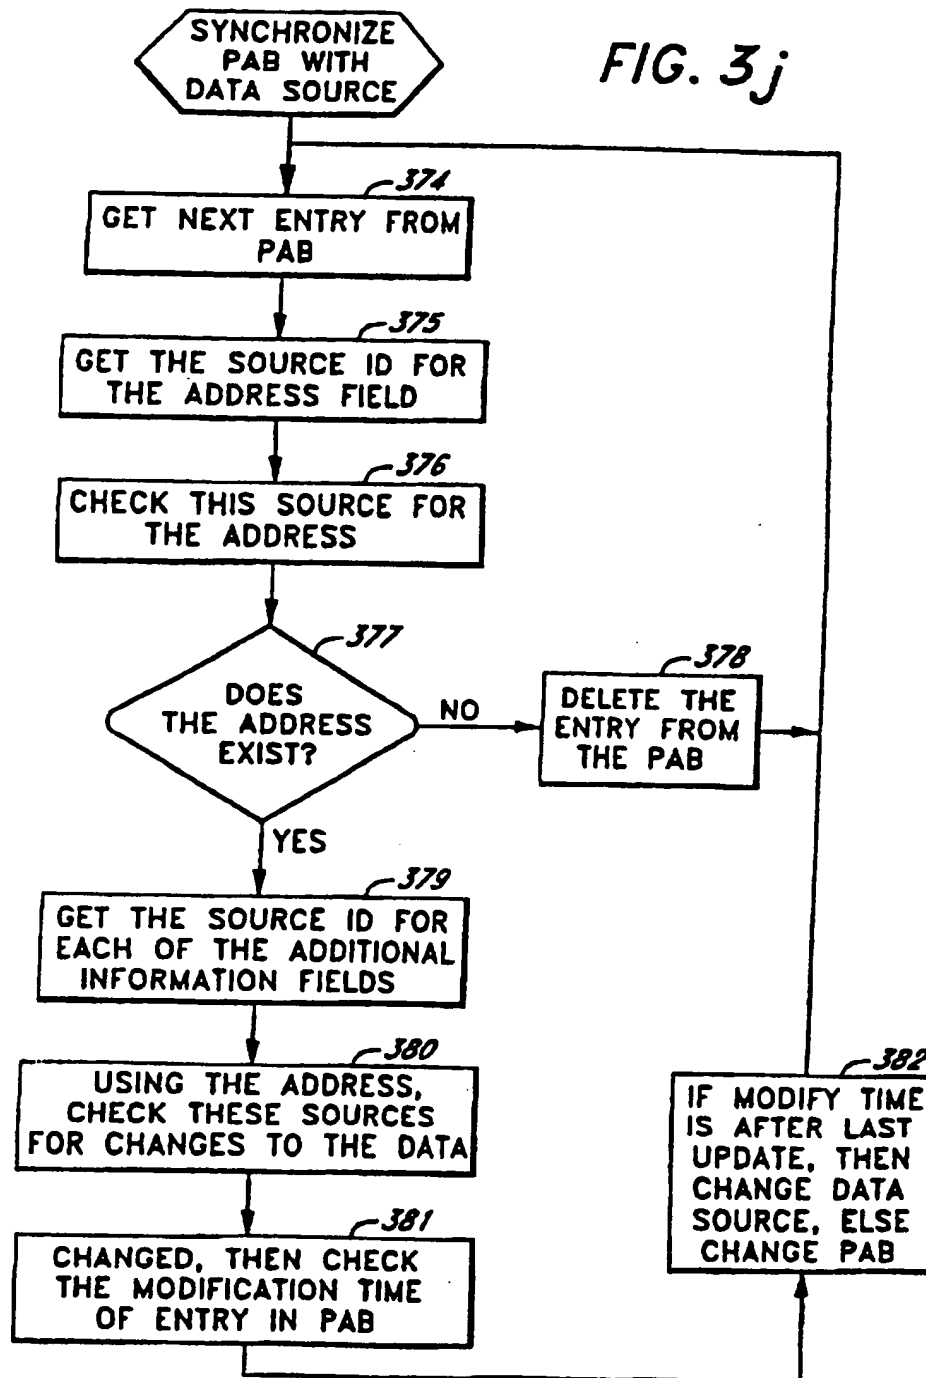 SYNCHRONIZE
PAB WITH
DATA SOURCE
FIG. 3j
374
GET NEXT ENTRY FROM
PAB
375
GET THE SOURCE ID FOR
THE ADDRESS FIELD
376
CHECK THIS SOURCE FOR
THE ADDRESS
377
DOES
THE ADDRESS
EXIST?
NO
378
DELETE THE
ENTRY FROM
THE PAB
YES
379
GET THE SOURCE ID FOR
EACH OF THE ADDITIONAL
INFORMATION FIELDS
380
USING THE ADDRESS,
CHECK THESE SOURCES
FOR CHANGES TO THE DATA
381
CHANGED, THEN CHECK
THE MODIFICATION TIME
OF ENTRY IN PAB
382
IF MODIFY TIME
IS AFTER LAST
UPDATE, THEN
CHANGE DATA
SOURCE, ELSE
CHANGE PAB